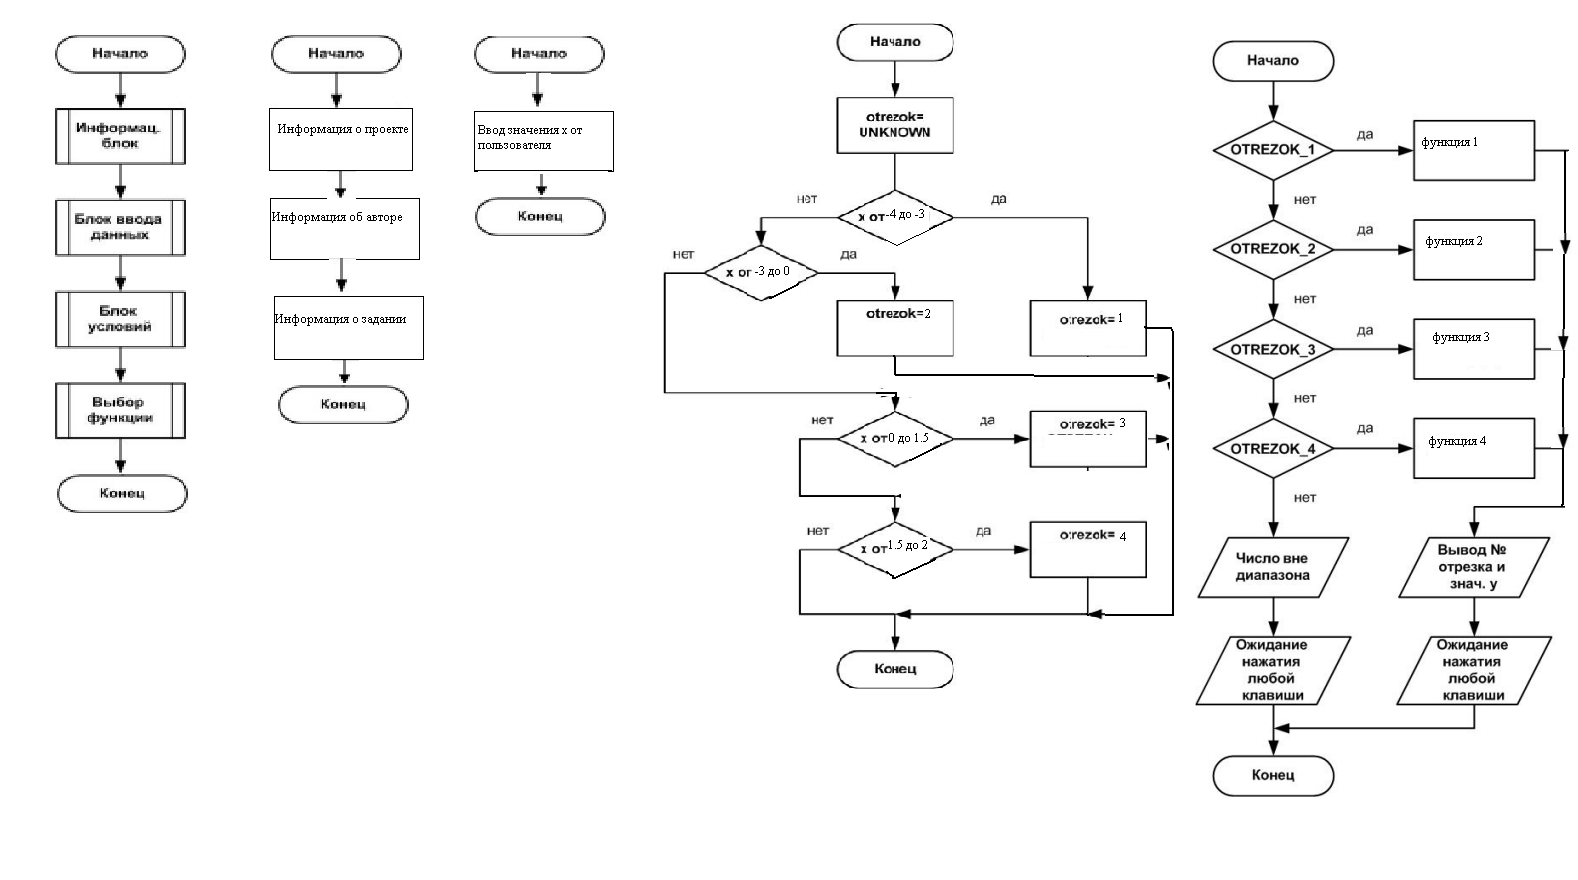 Начало
Информац.
блок
Блок ввода
данных
Блок
условий
Выбор
функции
Конец
Начало
Информация о проекте
Информация об авторе
Информация о задании
Конец
Начало
Ввод значения х от
пользователя
Конец
Начало
otrezok=
UNKNOWN
x от -4 до -3
нет
да
x от -3 до 0
нет
да
otrezok=2
otrezok= 1
x от 0 до 1.5
нет
да
otrezok= 3
x от 1.5 до 2
нет
да
otrezok= 4
Конец
Начало
OTREZOK_1
да
функция 1
нет
OTREZOK_2
да
функция 2
нет
OTREZOK_3
да
функция 3
нет
OTREZOK_4
да
функция 4
нет
Число вне
диапазона
Вывод №
отрезка и
знач. у
Ожидание
нажатия
любой
клавиши
Ожидание
нажатия
любой
клавиши
Конец